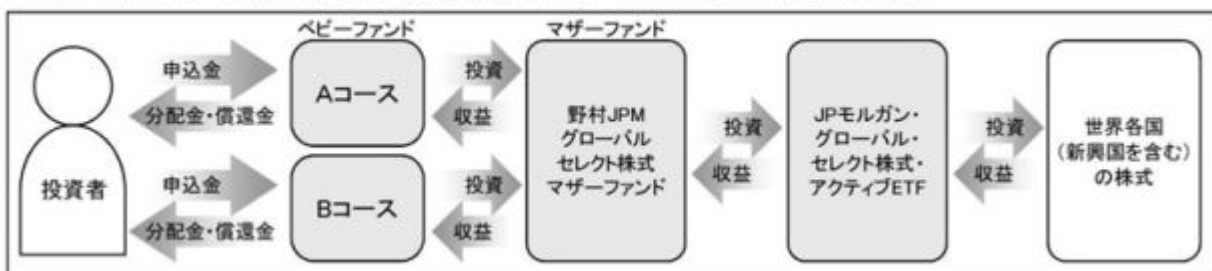 ベビーファンド
マザーファンド
投資者
申込金
分配金・償還金
申込金
分配金・償還金
Aコース
Bコース
投資
収益
投資
収益
野村JPM
グローバル
セレクト株式
マザーファンド
投資
収益
JPモルガン・
グローバル・
セレクト株式・
アクティブETF
投資
収益
世界各国
(新興国を含む)
の株式